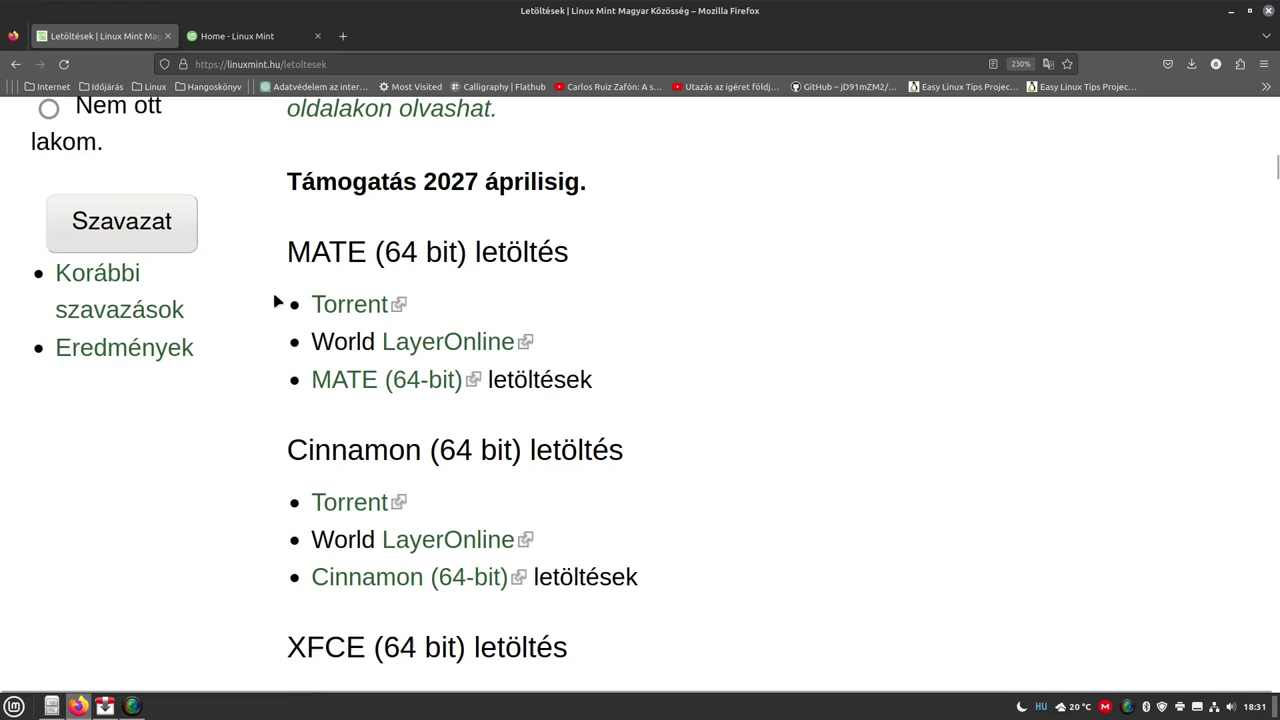 Letöltések | Linux Mint Magyar Közösség – Mozilla Firefox
Letöltések | Linux Mint Mag
Home - Linux Mint
https://linuxmint.hu/letoltesek
230%
Internet
Időjárás
Linux
Hangoskönyv
Adatvédelem az inter...
Most Visited
Calligraphy | Flathub
Carlos Ruiz Zafón: A s...
Utazás az ígéret földj...
GitHub – jD91mZM2/...
Easy Linux Tips Projec...
Easy Linux Tips Projec...
Nem ott
lakom.
Szavazat
Korábbi
szavazások
Eredmények
oldalakon olvashat.
Támogatás 2027 áprilisig.
MATE (64 bit) letöltés
Torrent
World LayerOnline
MATE (64-bit) letöltések
Cinnamon (64 bit) letöltés
Torrent
World LayerOnline
Cinnamon (64-bit) letöltések
XFCE (64 bit) letöltés
HU
20 °C
18:31